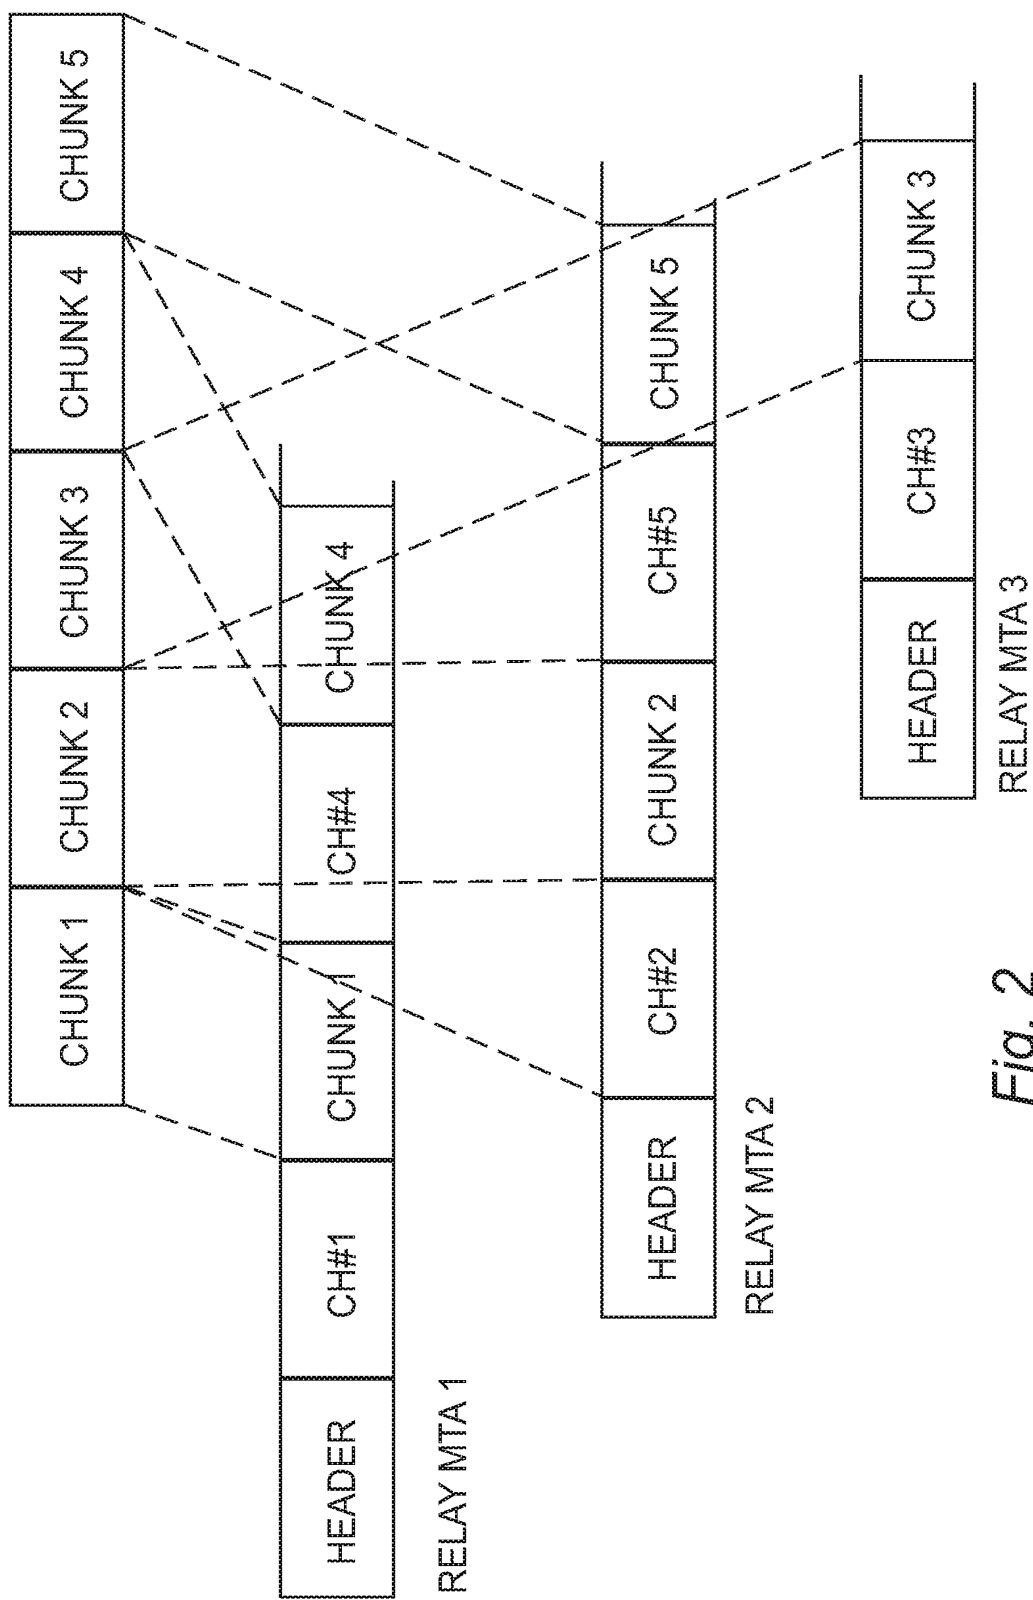 CHUNK 1
CHUNK 2
CHUNK 3
CHUNK 4
CHUNK 5
HEADER
CH#1
CHUNK 1
CH#4
CHUNK 4
RELAY MTA 1
HEADER
CH#2
CHUNK 2
CH#5
CHUNK 5
RELAY MTA 2
HEADER
CH#3
CHUNK 3
RELAY MTA 3
Fig. 2